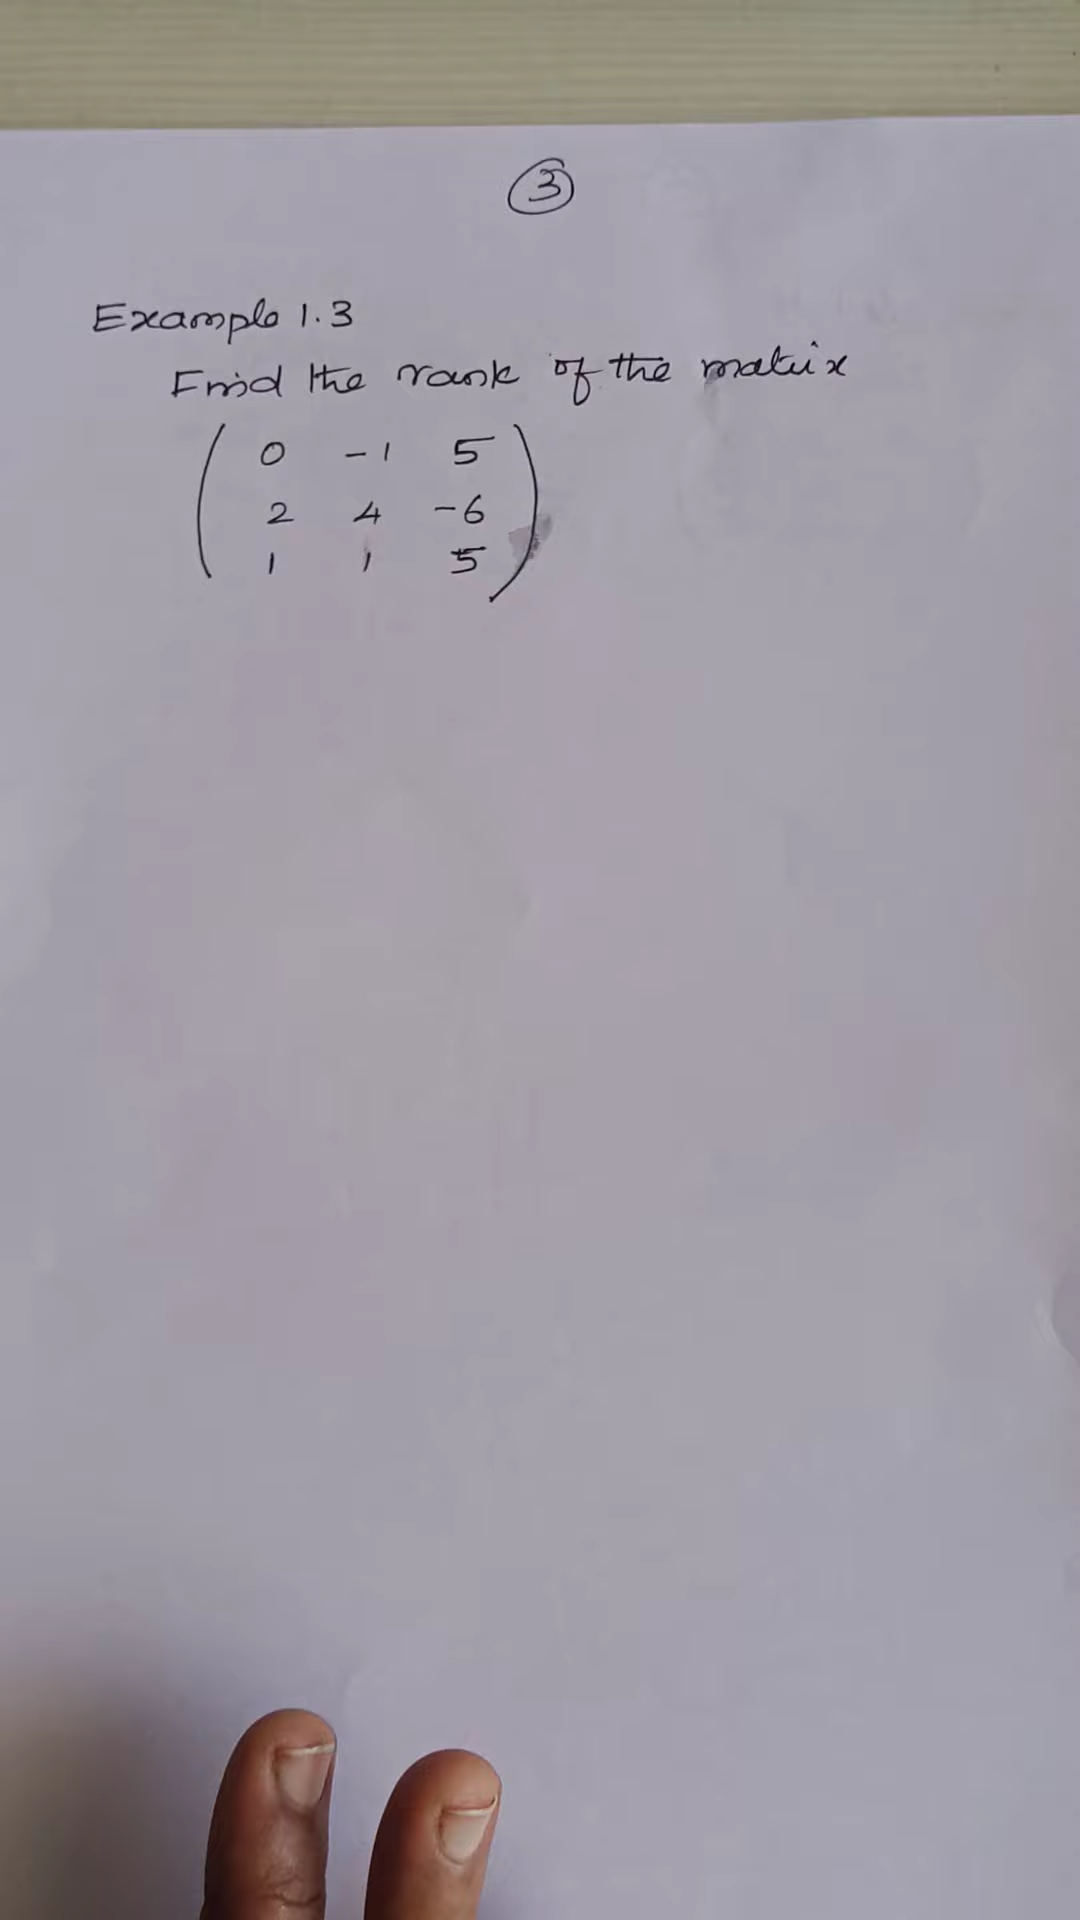 3
Example 1.3
Find the rank of the matrix
0 -1 5
2 4 -6
1 1 5